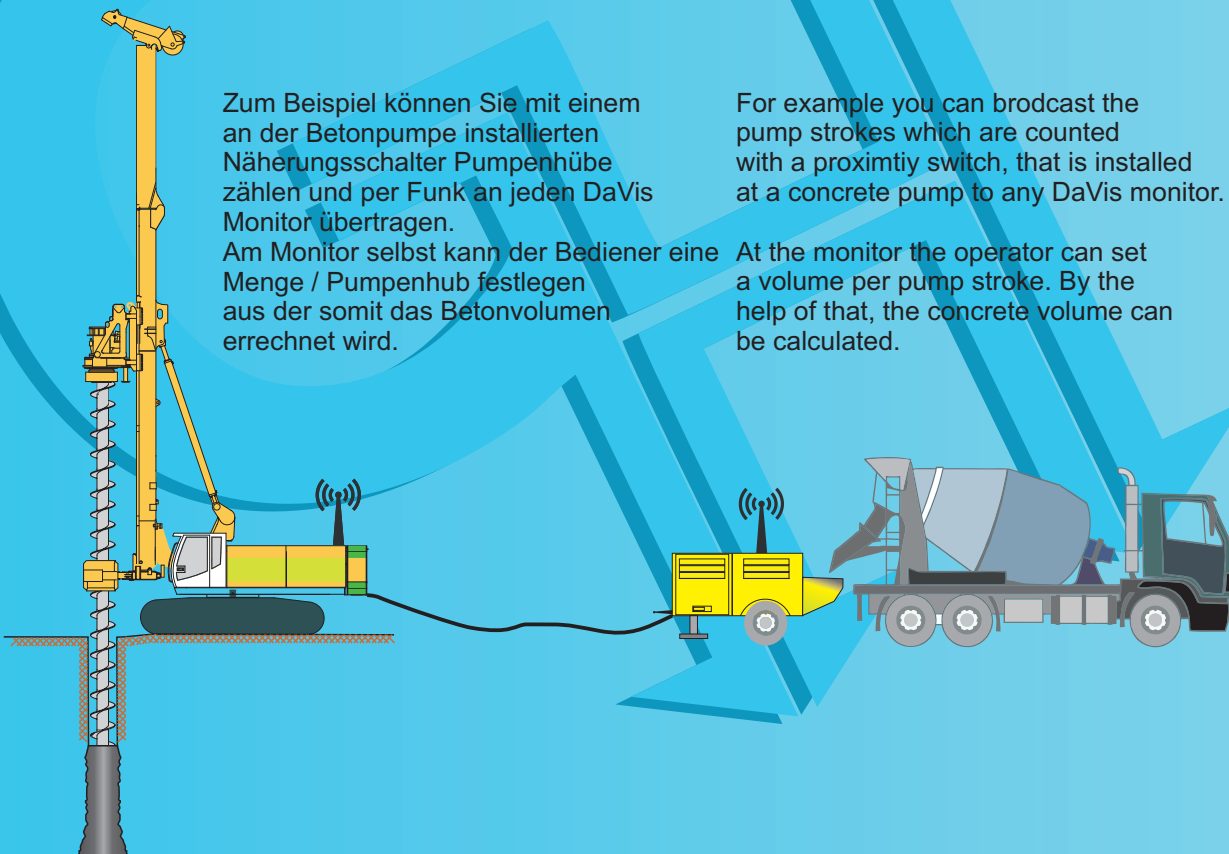 Zum Beispiel können Sie mit einem
an der Betonpumpe installierten
Näherungsschalter Pumpenhübe
zählen und per Funk an jeden DaVis
Monitor übertragen.
Am Monitor selbst kann der Bediener eine
Menge / Pumpenhub festlegen
aus der somit das Betonvolumen
errechnet wird.
For example you can brodcast the
pump strokes which are counted
with a proximtiy switch, that is installed
at a concrete pump to any DaVis monitor.
At the monitor the operator can set
a volume per pump stroke. By the
help of that, the concrete volume can
be calculated.